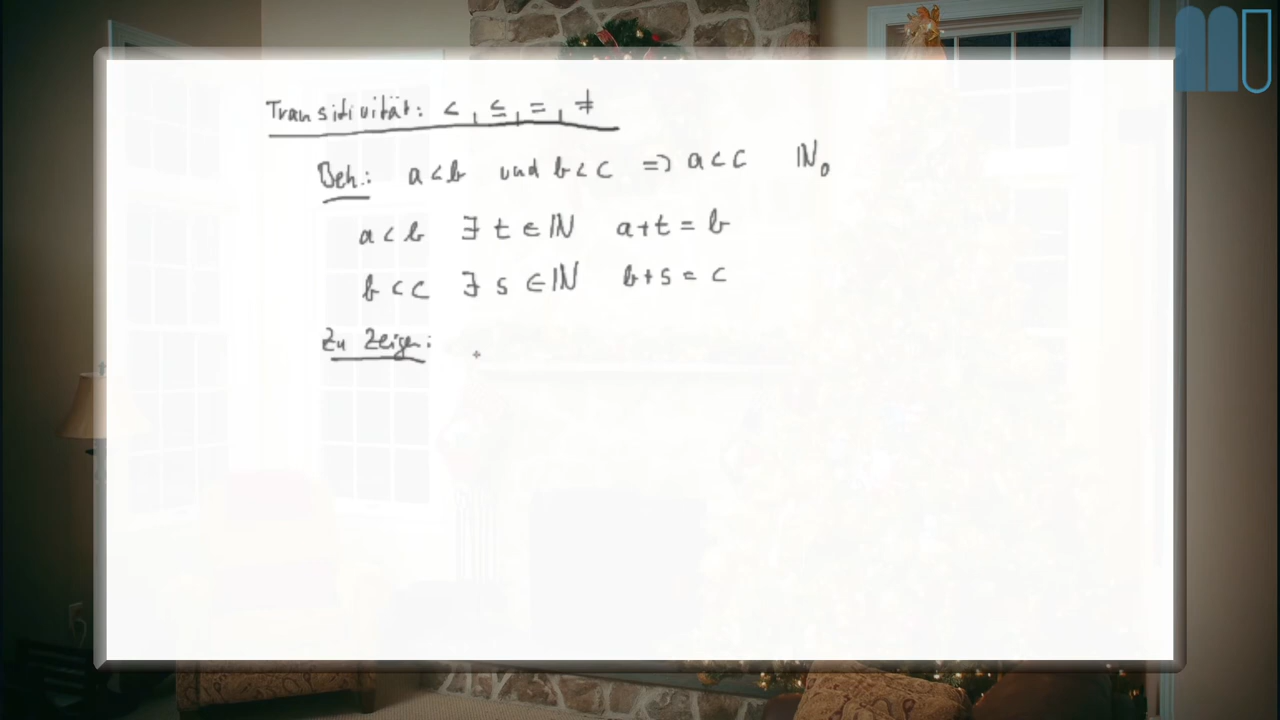 Transitivität: < , ≤ , = , ≠
Beh.: a < b und b < c => a < c ℕ₀
a < b ∃ t ∈ ℕ a + t = b
b < c ∃ s ∈ ℕ b + s = c
Zu Zeigen: